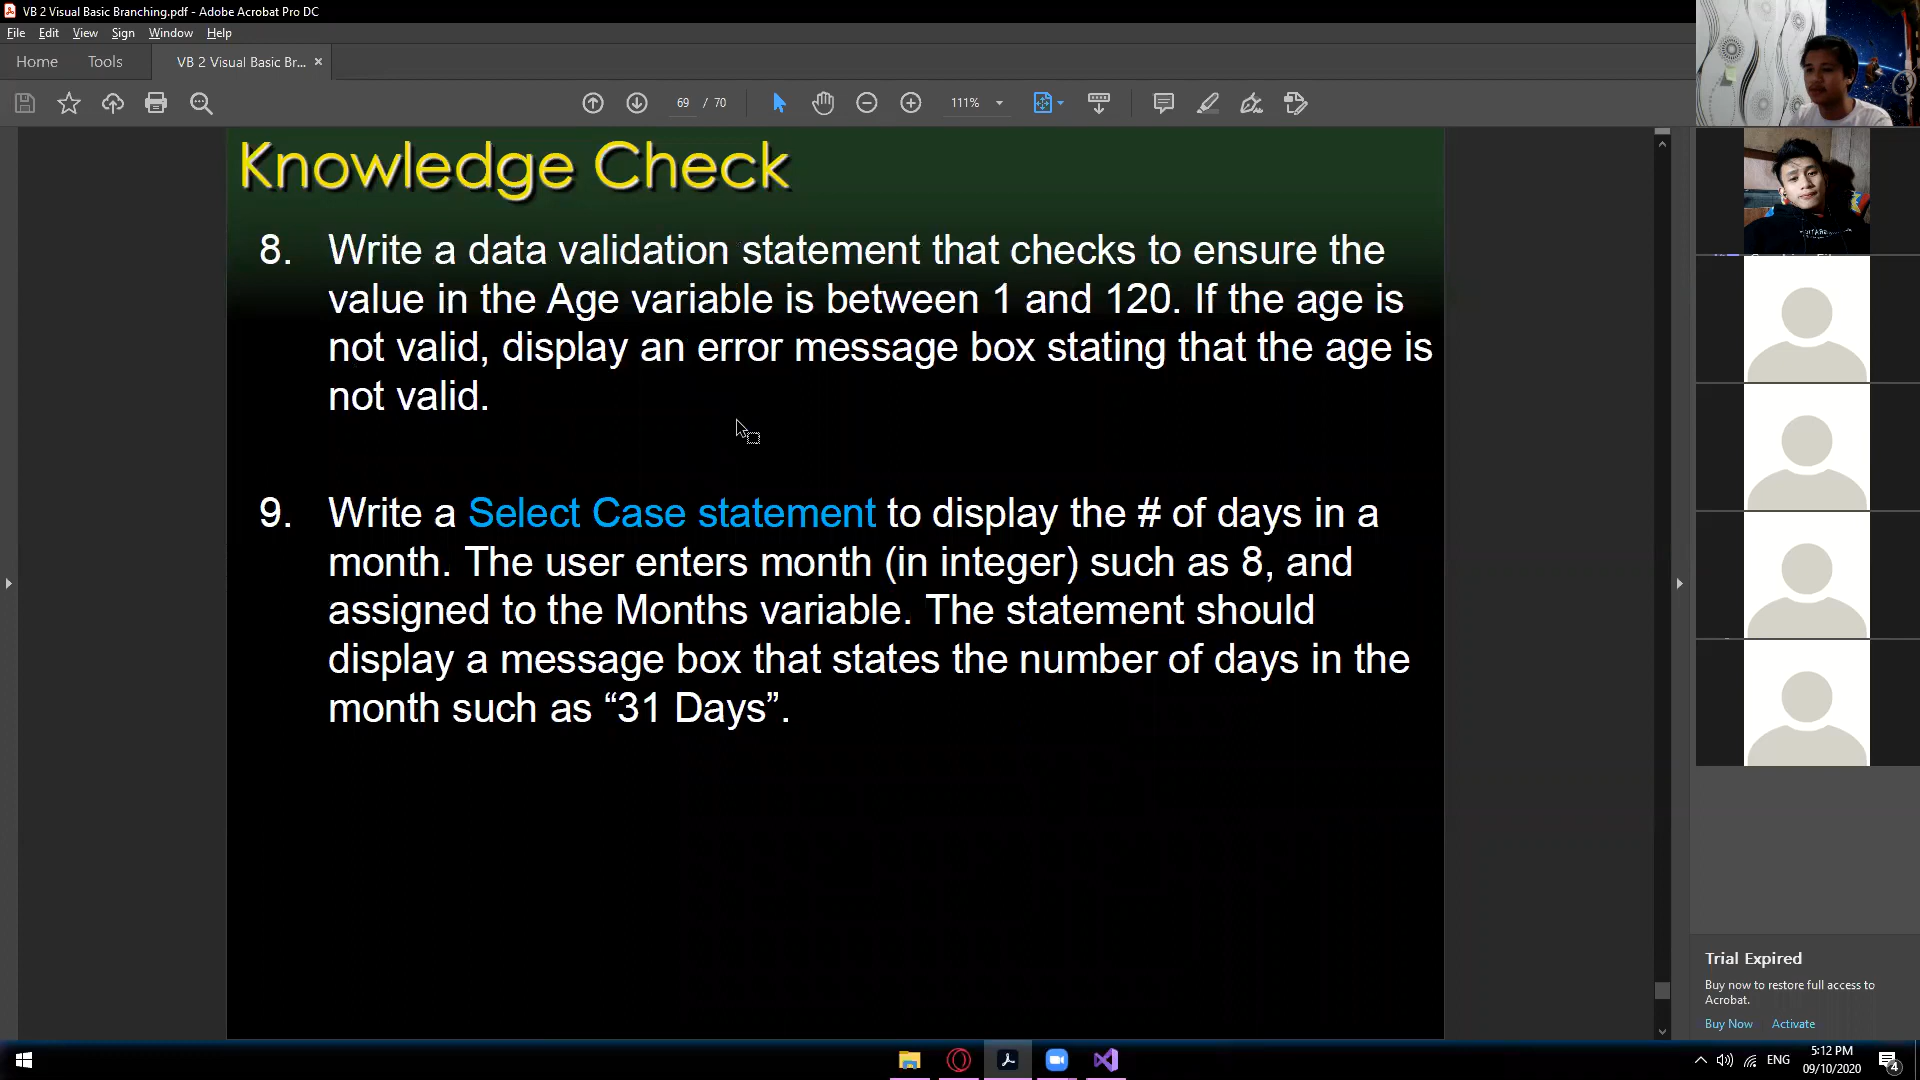 VB 2 Visual Basic Branching.pdf - Adobe Acrobat Pro DC
File Edit View Sign Window Help
Home Tools VB 2 Visual Basic Br... ×
69 / 70 111%
Knowledge Check
8. Write a data validation statement that checks to ensure the
value in the Age variable is between 1 and 120. If the age is
not valid, display an error message box stating that the age is
not valid.
9. Write a Select Case statement to display the # of days in a
month. The user enters month (in integer) such as 8, and
assigned to the Months variable. The statement should
display a message box that states the number of days in the
month such as “31 Days”.
Trial Expired
Buy now to restore full access to
Acrobat.
Buy Now Activate
ENG
5:12 PM
09/10/2020
4